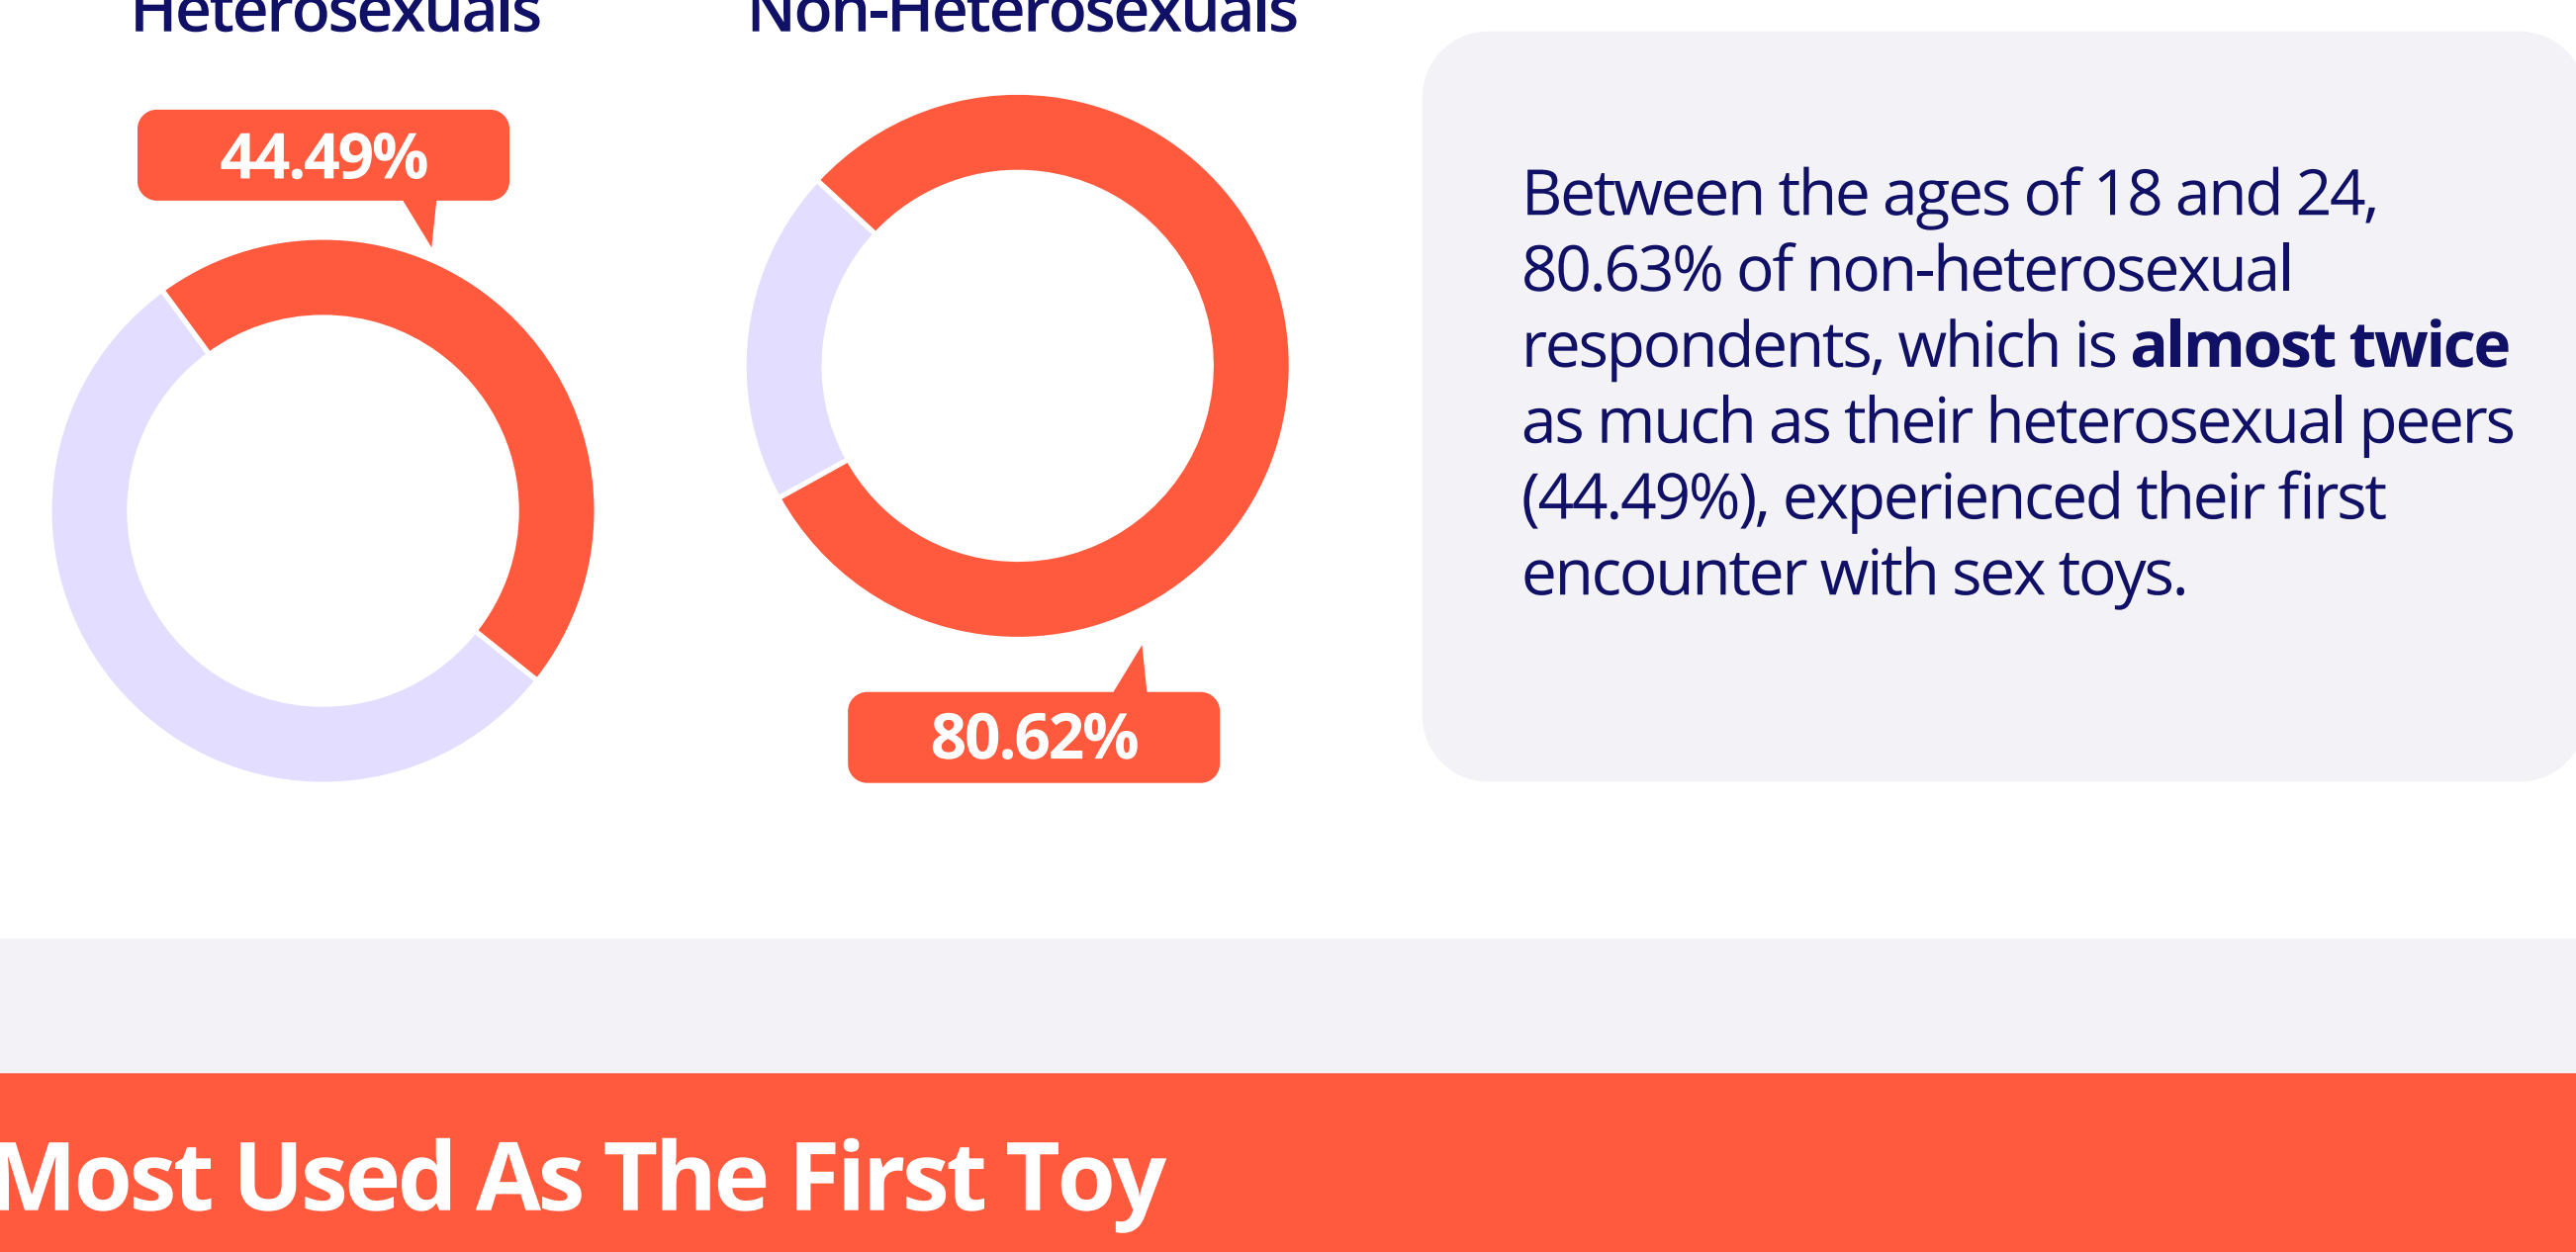 Heterosexuals
Non-Heterosexuals
44.49%
80.62%
Between the ages of 18 and 24,
80.63% of non-heterosexual
respondents, which is almost twice
as much as their heterosexual peers
(44.49%), experienced their first
encounter with sex toys.
Most Used As The First Toy